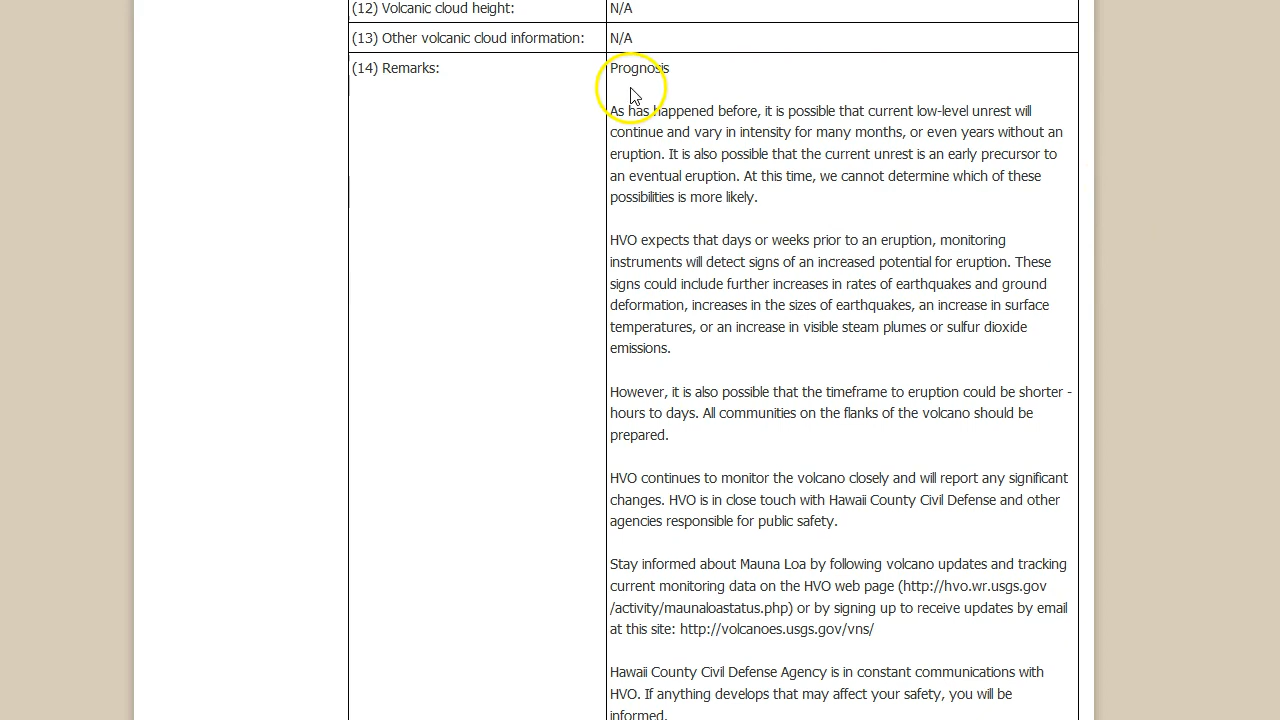 (12) Volcanic cloud height: N/A
(13) Other volcanic cloud information: N/A
(14) Remarks: Prognosis
As has happened before, it is possible that current low-level unrest will
continue and vary in intensity for many months, or even years without an
eruption. It is also possible that the current unrest is an early precursor to
an eventual eruption. At this time, we cannot determine which of these
possibilities is more likely.
HVO expects that days or weeks prior to an eruption, monitoring
instruments will detect signs of an increased potential for eruption. These
signs could include further increases in rates of earthquakes and ground
deformation, increases in the sizes of earthquakes, an increase in surface
temperatures, or an increase in visible steam plumes or sulfur dioxide
emissions.
However, it is also possible that the timeframe to eruption could be shorter -
hours to days. All communities on the flanks of the volcano should be
prepared.
HVO continues to monitor the volcano closely and will report any significant
changes. HVO is in close touch with Hawaii County Civil Defense and other
agencies responsible for public safety.
Stay informed about Mauna Loa by following volcano updates and tracking
current monitoring data on the HVO web page (http://hvo.wr.usgs.gov
/activity/maunaloastatus.php) or by signing up to receive updates by email
at this site: http://volcanoes.usgs.gov/vns/
Hawaii County Civil Defense Agency is in constant communications with
HVO. If anything develops that may affect your safety, you will be
informed.